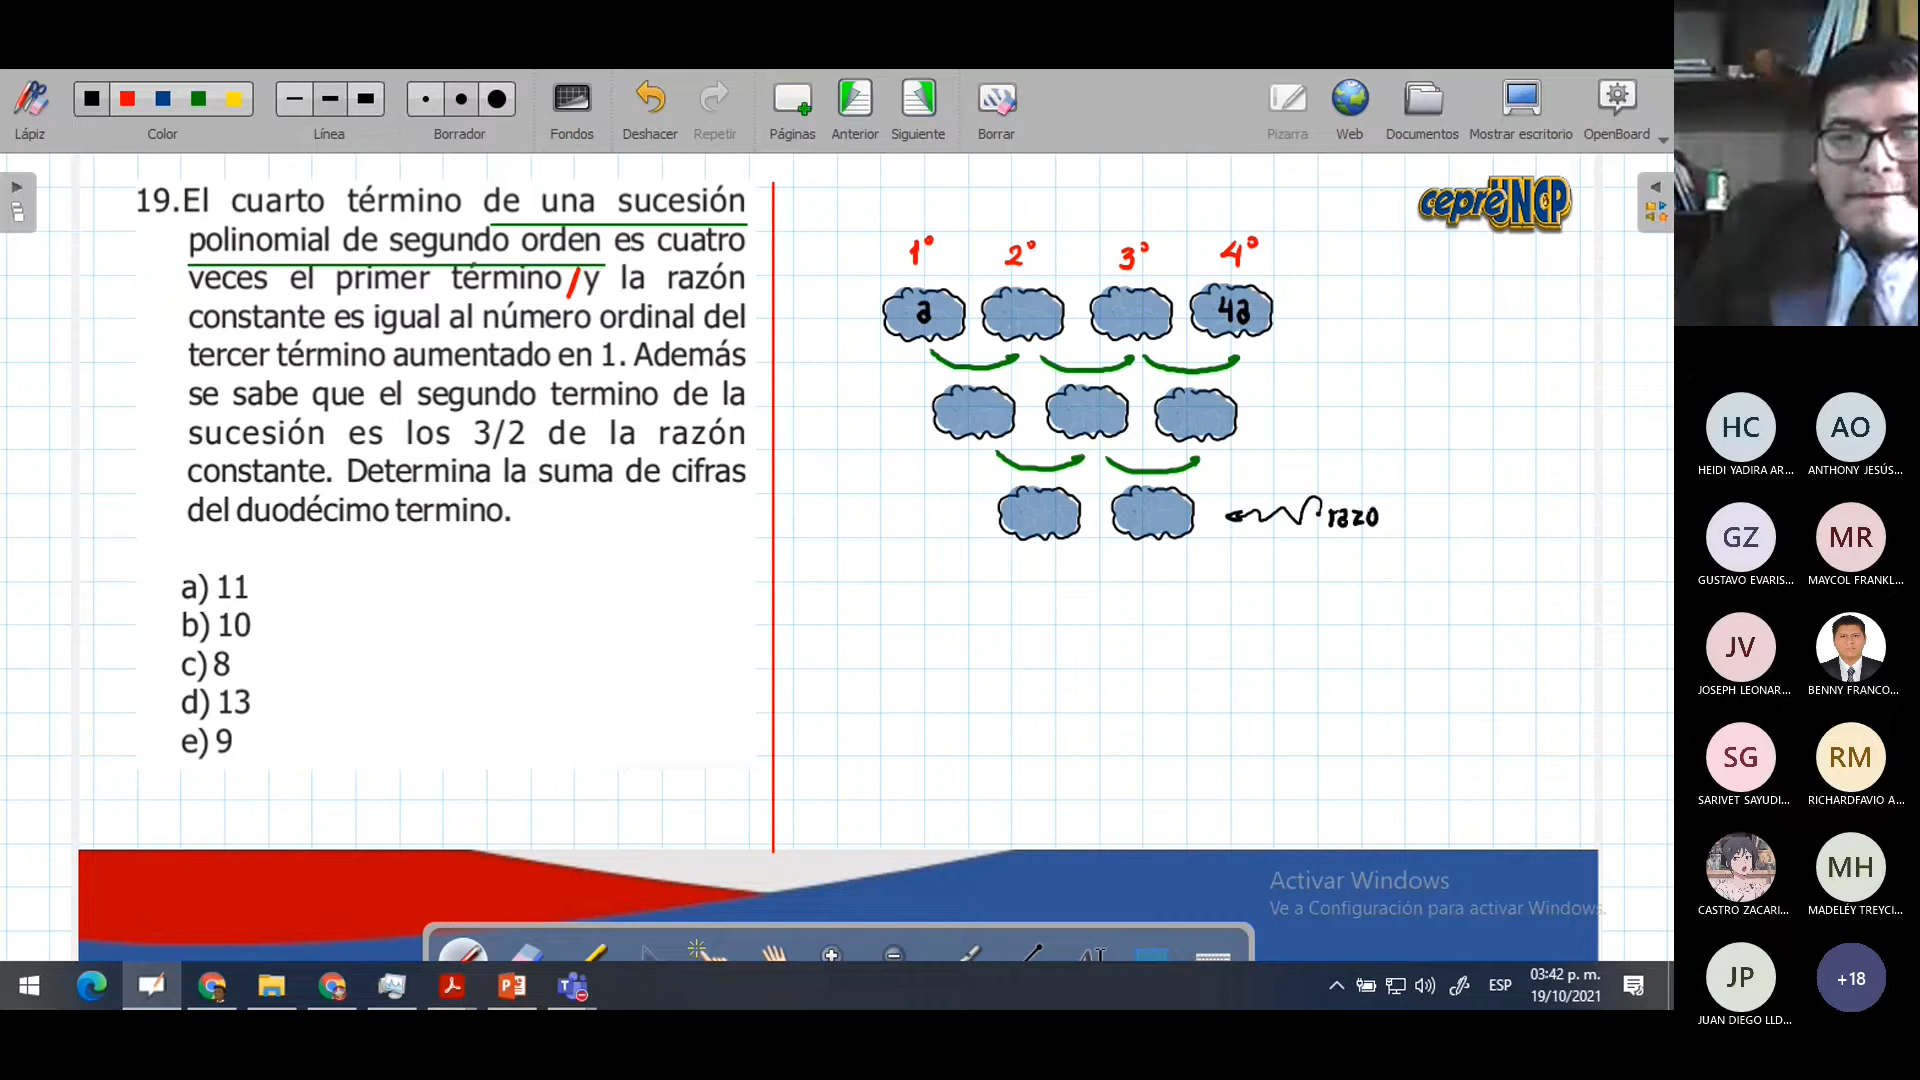 Lápiz
Color
Línea
Borrador
Fondos
Deshacer
Repetir
Páginas
Anterior
Siguiente
Borrar
Pizarra
Web
Documentos
Mostrar escritorio
OpenBoard
19.El cuarto término de una sucesión
polinomial de segundo orden es cuatro
veces el primer término/y la razón
constante es igual al número ordinal del
tercer término aumentado en 1. Además
se sabe que el segundo termino de la
sucesión es los 3/2 de la razón
constante. Determina la suma de cifras
del duodécimo termino.
a) 11
b) 10
c) 8
d) 13
e) 9
cepreUNCP
1° 2° 3° 4°
a 4a
razo
Activar Windows
Ve a Configuración para activar Windows.
HC
HEIDI YADIRA AR...
AO
ANTHONY JESÚS...
GZ
GUSTAVO EVARIS...
MR
MAYCOL FRANKL...
JV
JOSEPH LEONAR...
BENNY FRANCO...
SG
SARIVET SAYUDI...
RM
RICHARDFAVIO A...
CASTRO ZACARI...
MH
MADELÉY TREYCI...
JP
JUAN DIEGO LLD...
+18
ESP
03:42 p. m.
19/10/2021